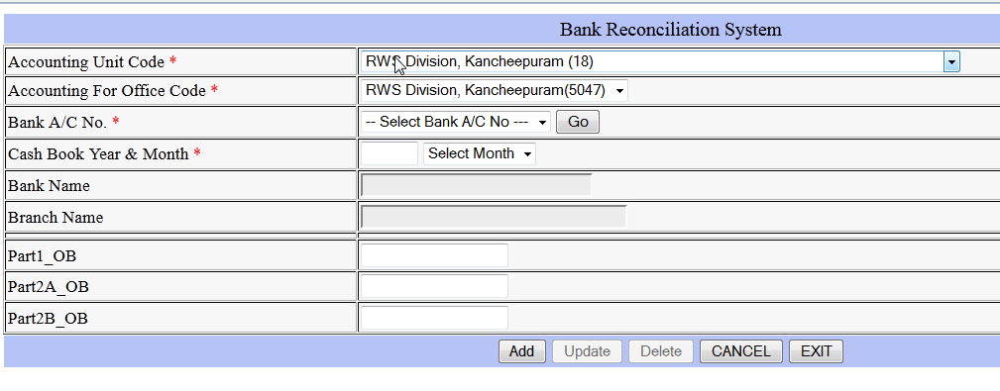 Bank Reconciliation System
Accounting Unit Code * RWS Division, Kancheepuram (18)
Accounting For Office Code * RWS Division, Kancheepuram(5047)
Bank A/C No. * -- Select Bank A/C No --- Go
Cash Book Year & Month * Select Month
Bank Name
Branch Name
Part1_OB
Part2A_OB
Part2B_OB
Add Update Delete CANCEL EXIT